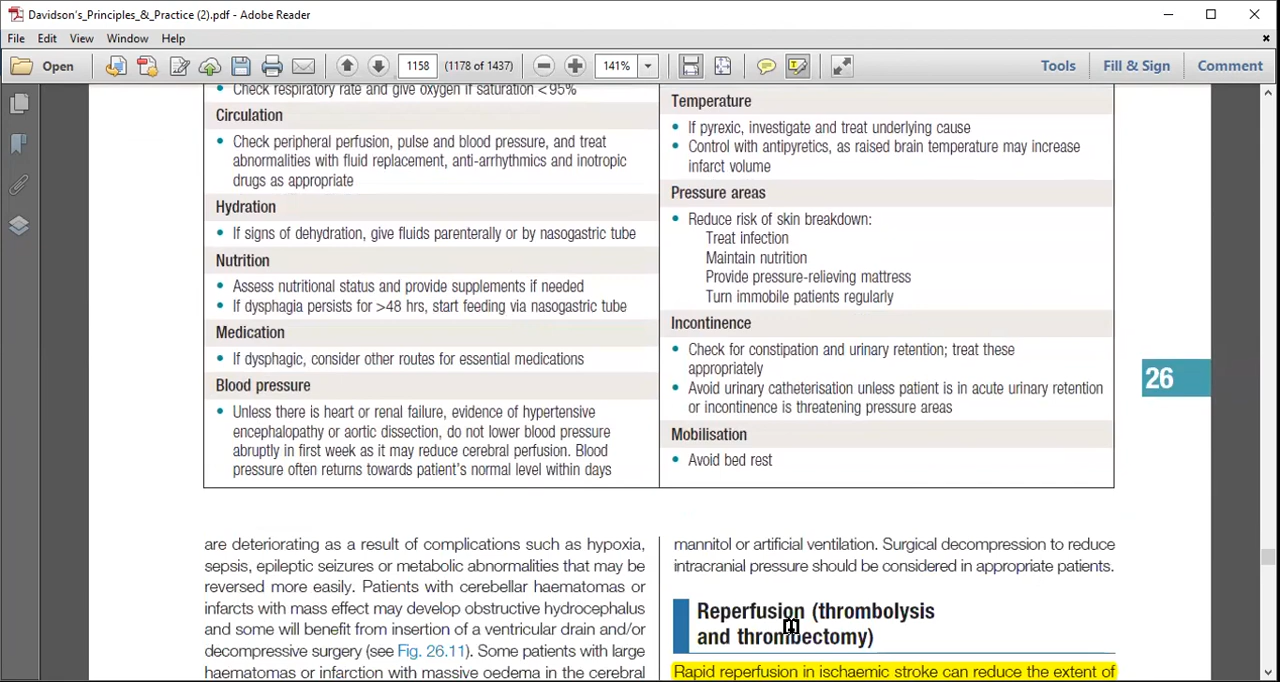 Davidson's_Principles_&_Practice (2).pdf - Adobe Reader
File Edit View Window Help
Open 1158 (1178 of 1437) 141% Tools Fill & Sign Comment
• Check respiratory rate and give oxygen if saturation <95%
Circulation
• Check peripheral perfusion, pulse and blood pressure, and treat
abnormalities with fluid replacement, anti-arrhythmics and inotropic
drugs as appropriate
Hydration
• If signs of dehydration, give fluids parenterally or by nasogastric tube
Nutrition
• Assess nutritional status and provide supplements if needed
• If dysphagia persists for >48 hrs, start feeding via nasogastric tube
Medication
• If dysphagic, consider other routes for essential medications
Blood pressure
• Unless there is heart or renal failure, evidence of hypertensive
encephalopathy or aortic dissection, do not lower blood pressure
abruptly in first week as it may reduce cerebral perfusion. Blood
pressure often returns towards patient's normal level within days
Temperature
• If pyrexic, investigate and treat underlying cause
• Control with antipyretics, as raised brain temperature may increase
infarct volume
Pressure areas
• Reduce risk of skin breakdown:
Treat infection
Maintain nutrition
Provide pressure-relieving mattress
Turn immobile patients regularly
Incontinence
• Check for constipation and urinary retention; treat these
appropriately
• Avoid urinary catheterisation unless patient is in acute urinary retention
or incontinence is threatening pressure areas
Mobilisation
• Avoid bed rest
26
are deteriorating as a result of complications such as hypoxia,
sepsis, epileptic seizures or metabolic abnormalities that may be
reversed more easily. Patients with cerebellar haematomas or
infarcts with mass effect may develop obstructive hydrocephalus
and some will benefit from insertion of a ventricular drain and/or
decompressive surgery (see Fig. 26.11). Some patients with large
haematomas or infarction with massive oedema in the cerebral
mannitol or artificial ventilation. Surgical decompression to reduce
intracranial pressure should be considered in appropriate patients.
Reperfusion (thrombolysis
and thrombectomy)
Rapid reperfusion in ischaemic stroke can reduce the extent of